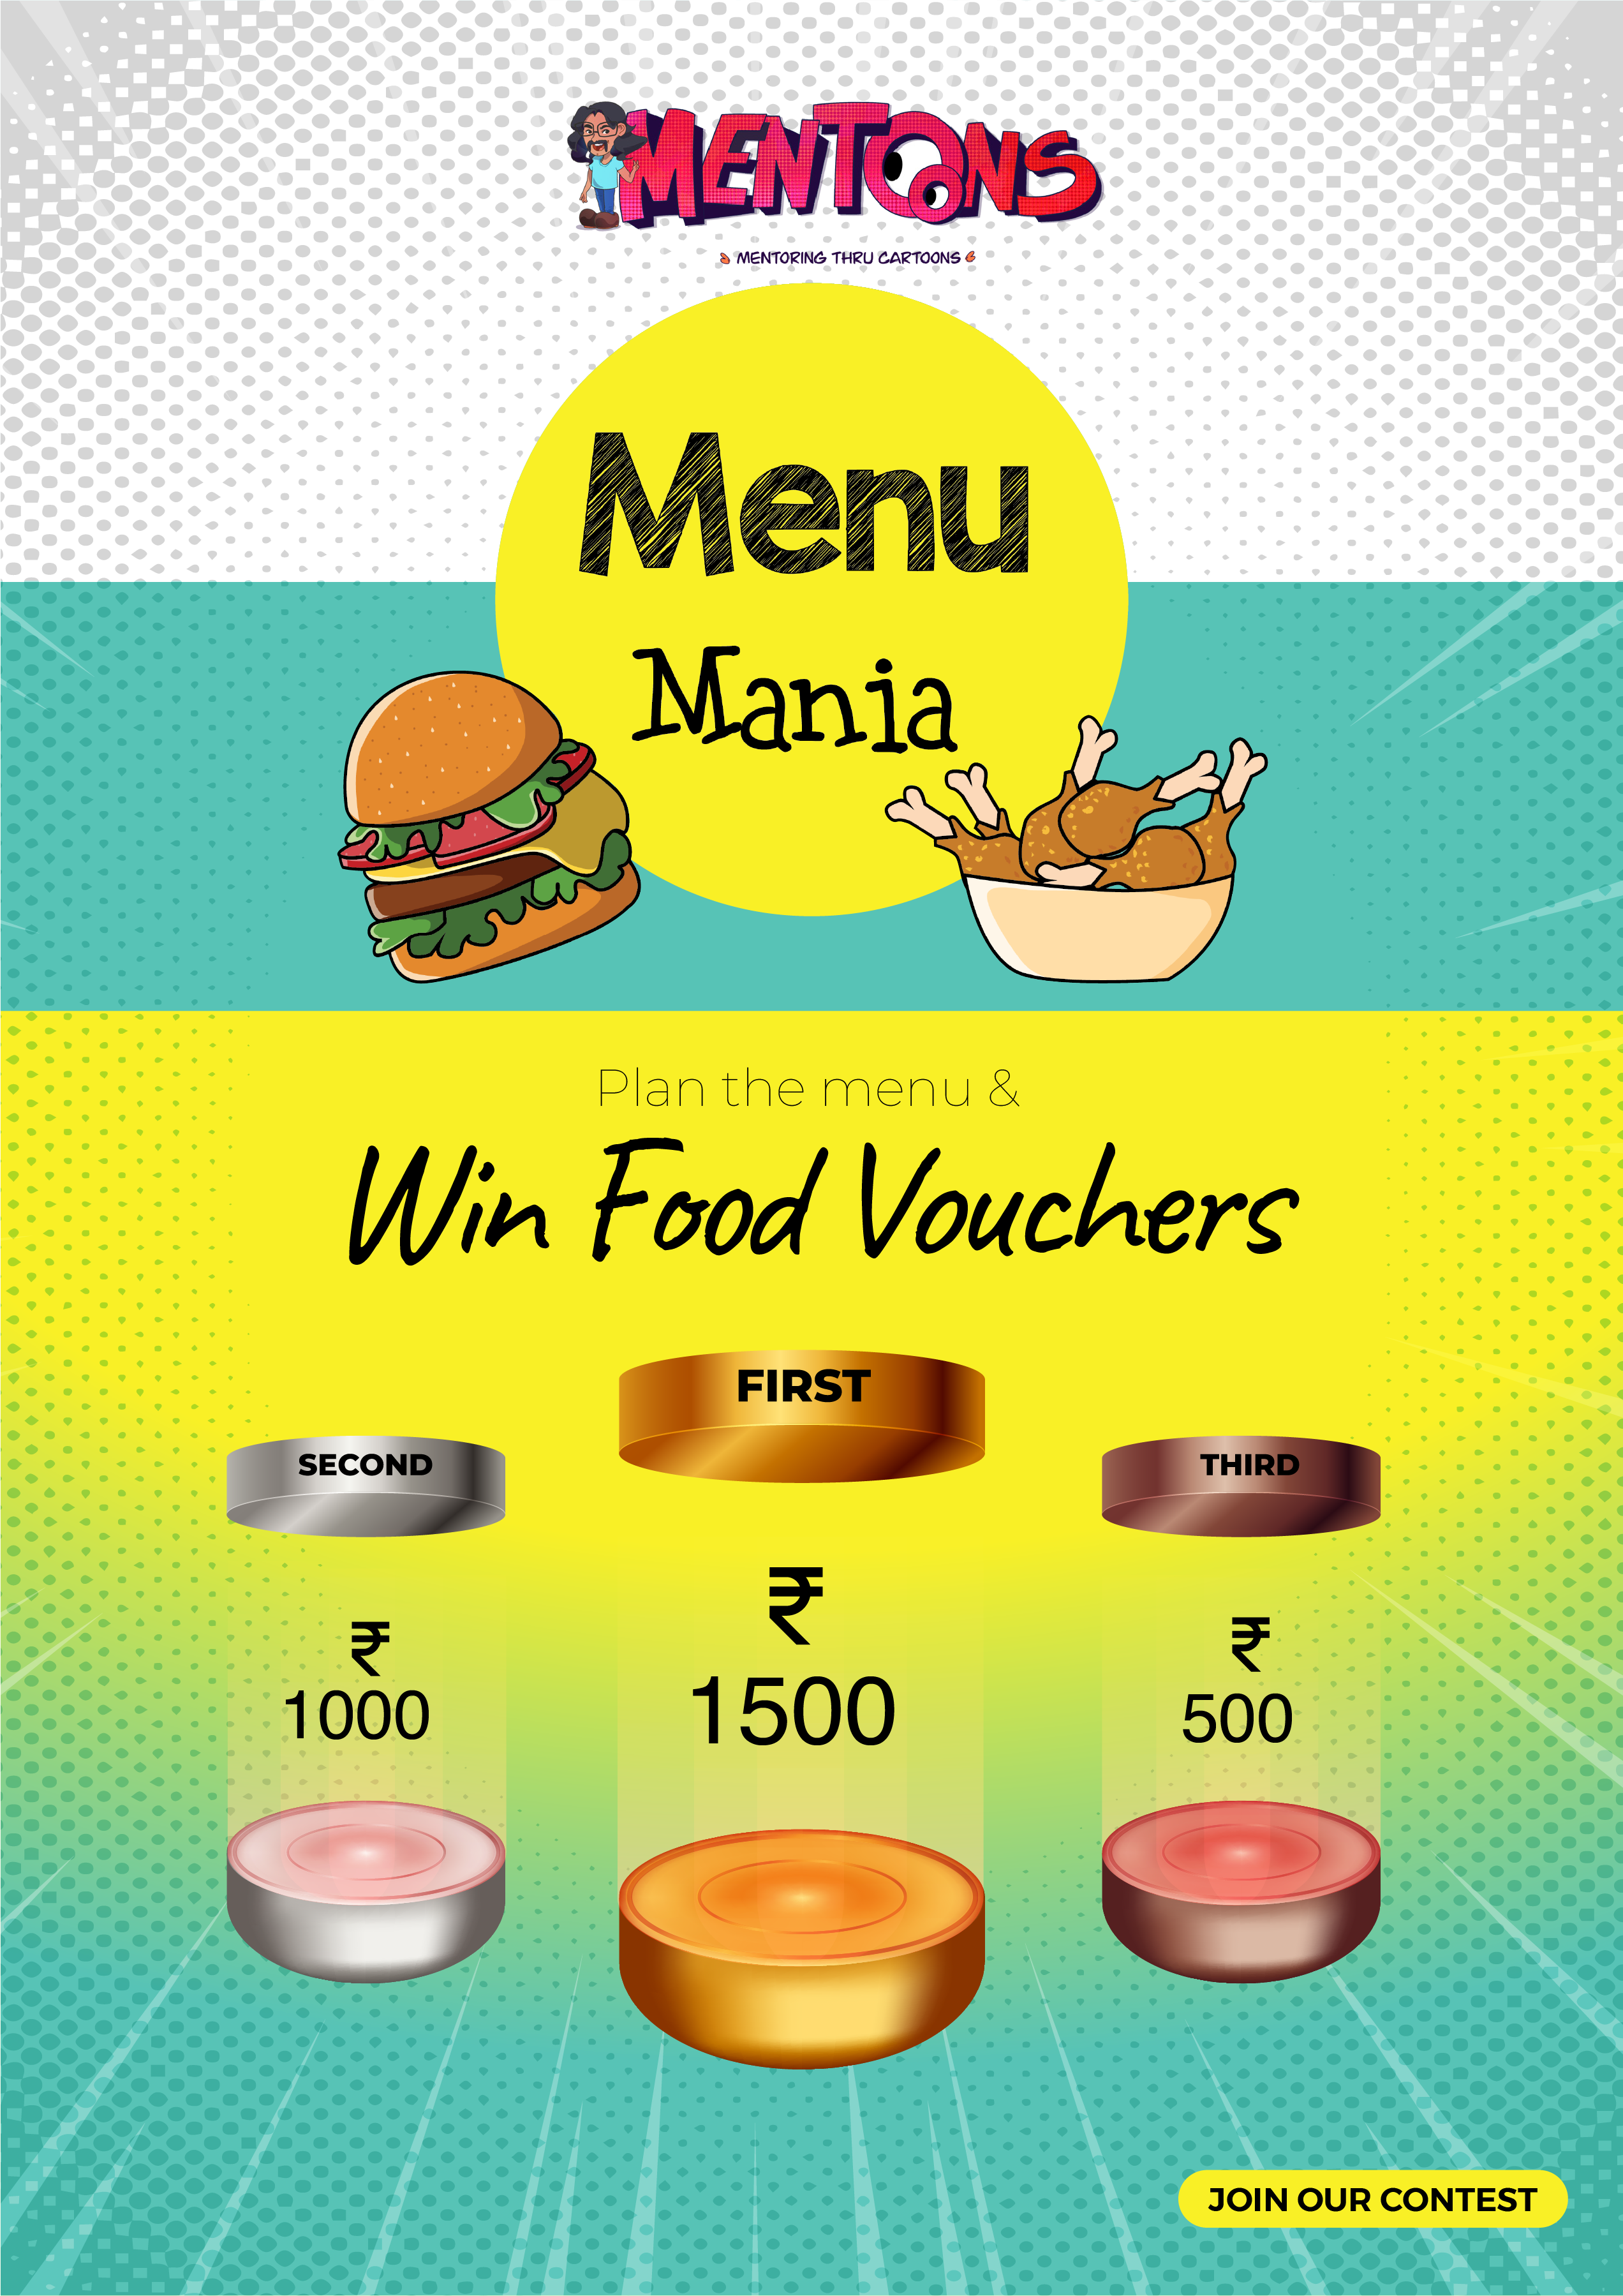 MENTOONS
MENTORING THRU CARTOONS
Menu
Mania
Plan the menu &
Win Food Vouchers
FIRST
SECOND
THIRD
₹
1500
₹
1000
₹
500
JOIN OUR CONTEST